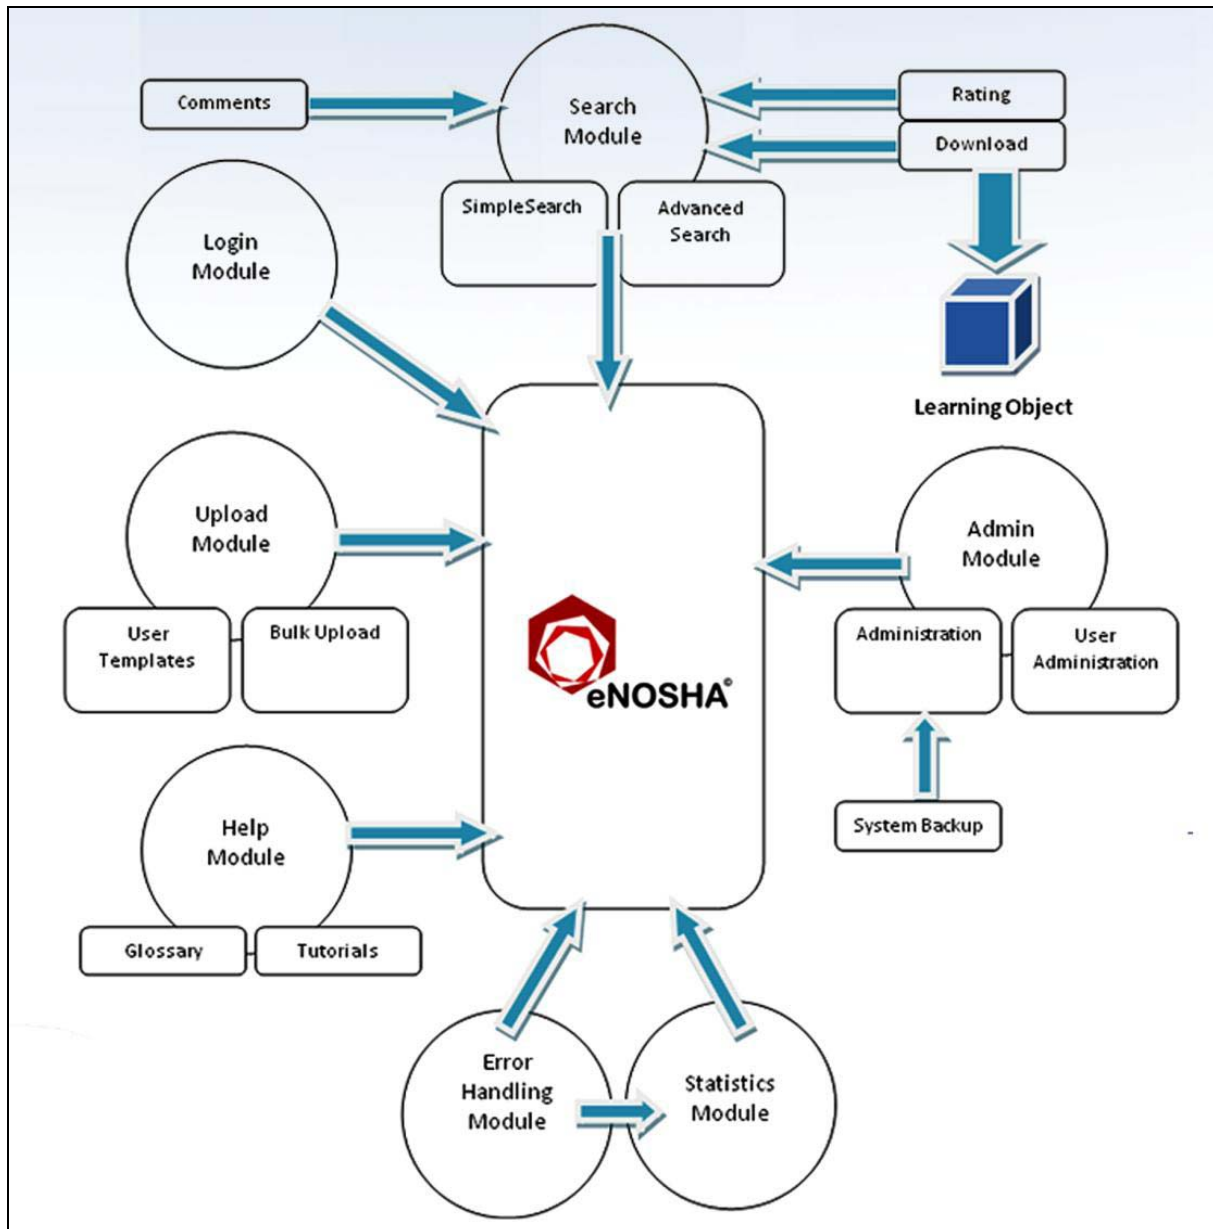 Comments
Search
Module
Rating
Download
SimpleSearch
Advanced
Search
Login
Module
Learning Object
Upload
Module
User
Templates
Bulk Upload
Admin
Module
Administration
User
Administration
eNOSHA©
System Backup
Help
Module
Glossary
Tutorials
Error
Handling
Module
Statistics
Module